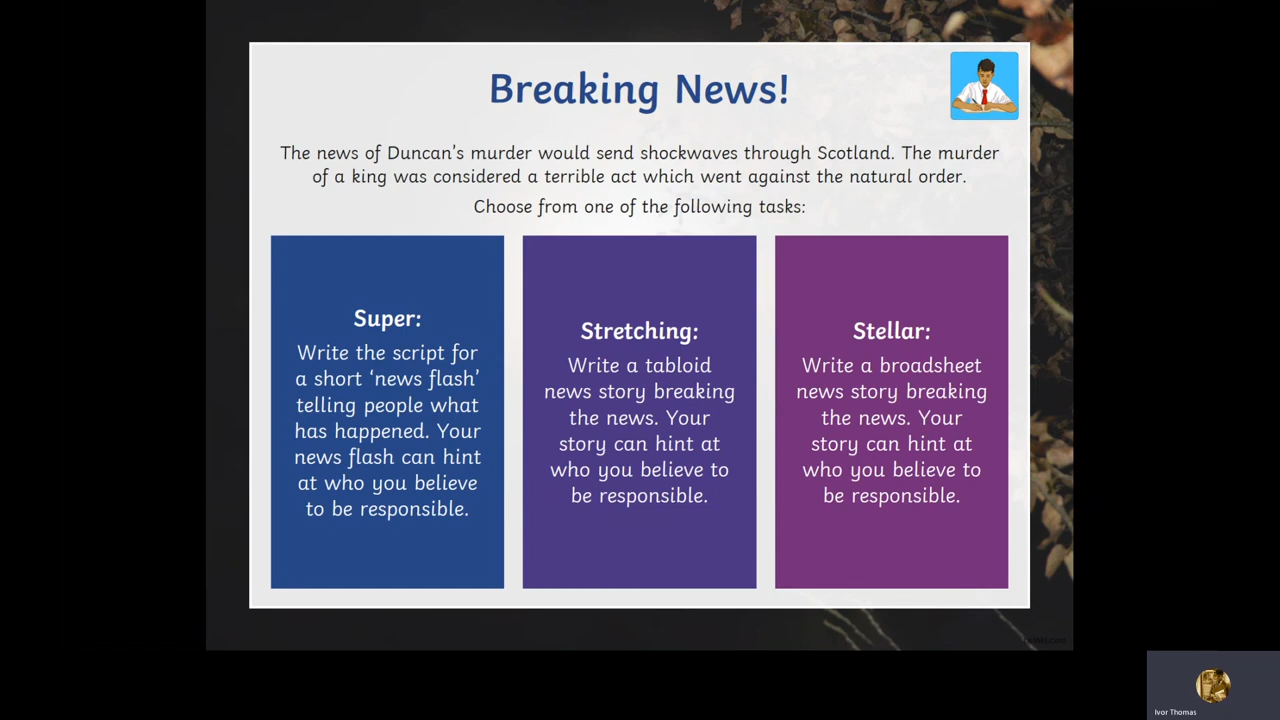 Breaking News!
The news of Duncan's murder would send shockwaves through Scotland. The murder
of a king was considered a terrible act which went against the natural order.
Choose from one of the following tasks:
Super:
Write the script for
a short ‘news flash’
telling people what
has happened. Your
news flash can hint
at who you believe
to be responsible.
Stretching:
Write a tabloid
news story breaking
the news. Your
story can hint at
who you believe to
be responsible.
Stellar:
Write a broadsheet
news story breaking
the news. Your
story can hint at
who you believe to
be responsible.
Ivor Thomas